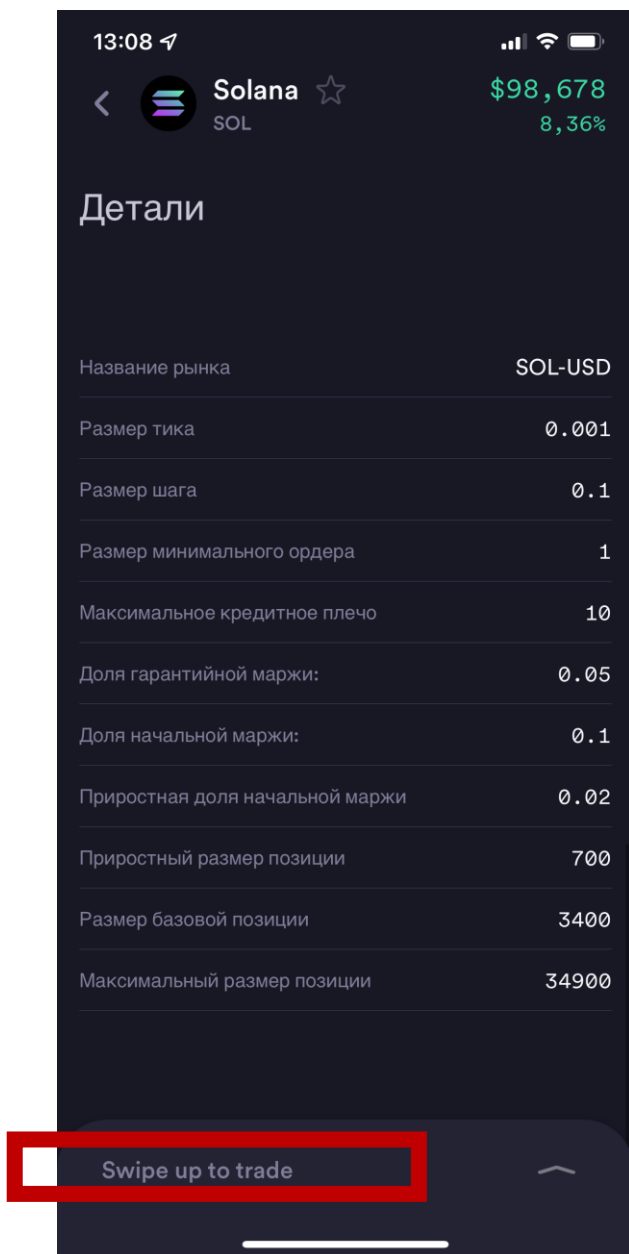 13:08
Solana
SOL
$98,678
8,36%
Детали
Название рынка SOL-USD
Размер тика 0.001
Размер шага 0.1
Размер минимального ордера 1
Максимальное кредитное плечо 10
Доля гарантийной маржи: 0.05
Доля начальной маржи: 0.1
Приростная доля начальной маржи 0.02
Приростный размер позиции 700
Размер базовой позиции 3400
Максимальный размер позиции 34900
Swipe up to trade